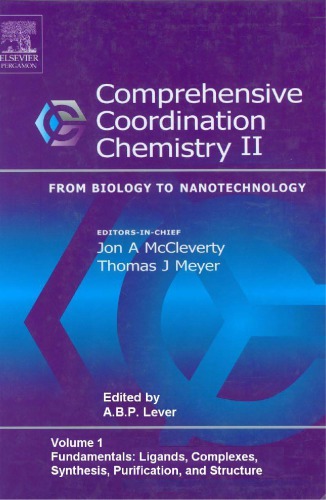 ELSEVIER
PERGAMON
Comprehensive
Coordination
Chemistry II
FROM BIOLOGY TO NANOTECHNOLOGY
EDITORS-IN-CHIEF
Jon A McCleverty
Thomas J Meyer
Edited by
A.B.P. Lever
Volume 1
Fundamentals: Ligands, Complexes,
Synthesis, Purification, and Structure